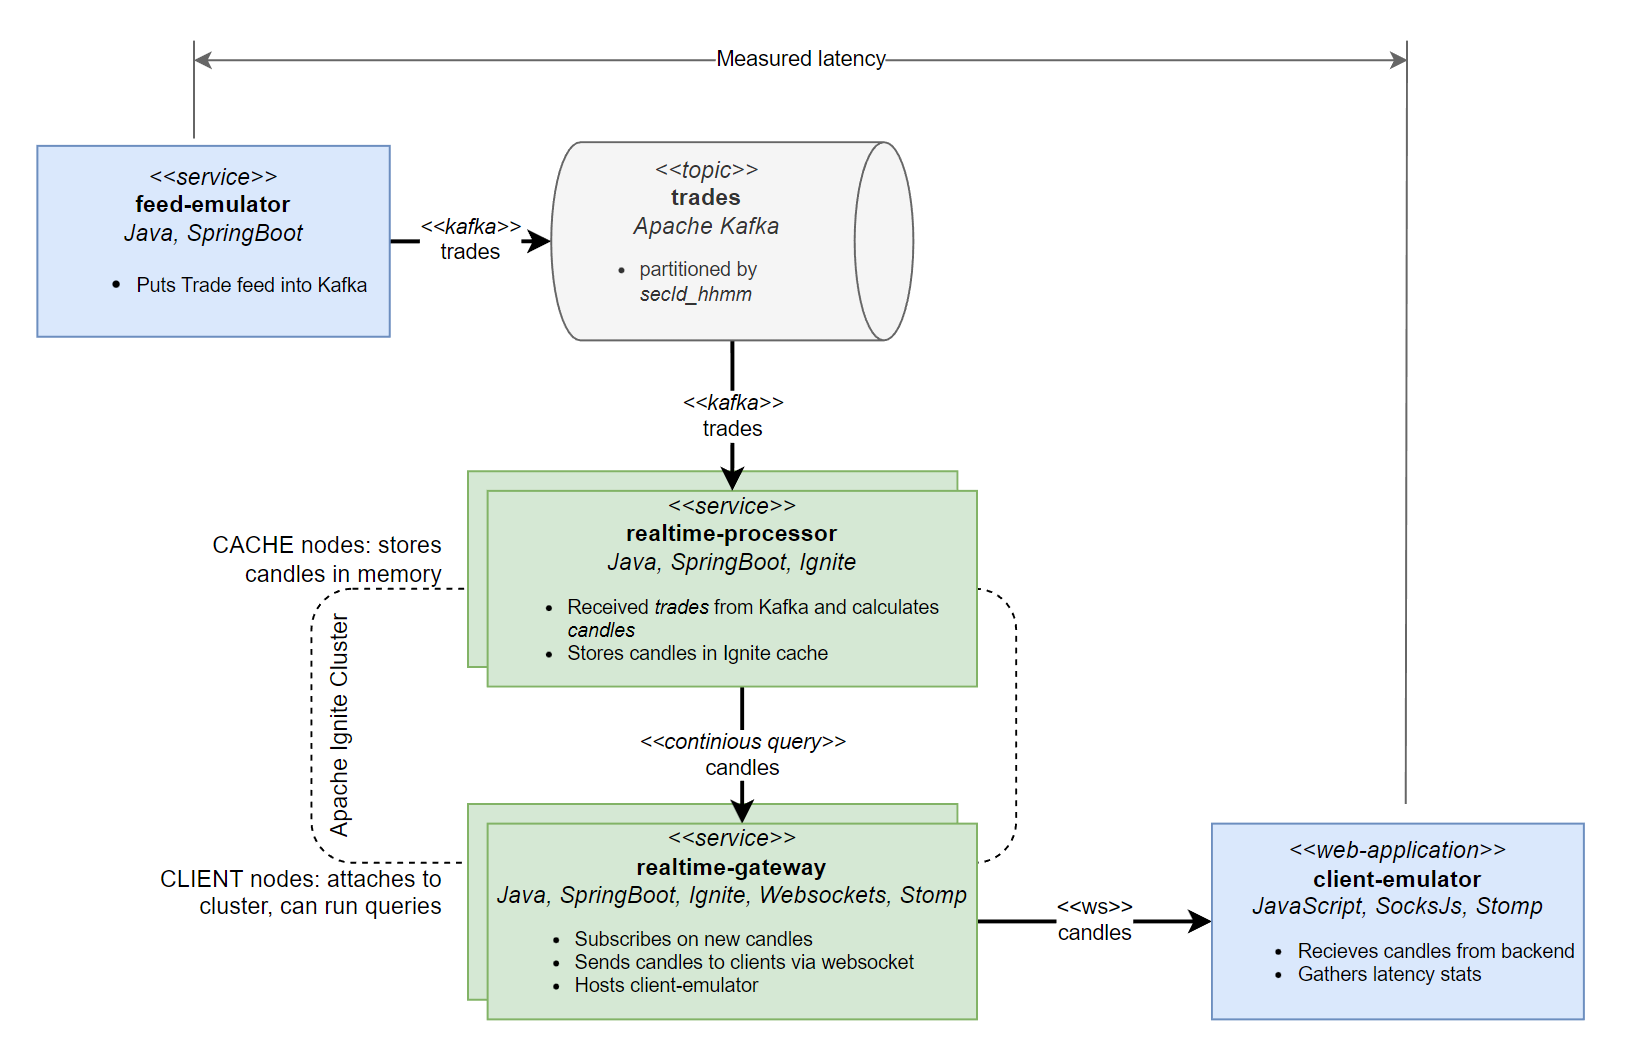 Measured latency
<<service>>
feed-emulator
Java, SpringBoot
• Puts Trade feed into Kafka
<<kafka>>
trades
<<topic>>
trades
Apache Kafka
• partitioned by
secId_hhmm
<<kafka>>
trades
<<service>>
realtime-processor
Java, SpringBoot, Ignite
• Received trades from Kafka and calculates
candles
• Stores candles in Ignite cache
CACHE nodes: stores
candles in memory
Apache Ignite Cluster
<<continious query>>
candles
CLIENT nodes: attaches to
cluster, can run queries
<<service>>
realtime-gateway
Java, SpringBoot, Ignite, Websockets, Stomp
• Subscribes on new candles
• Sends candles to clients via websocket
• Hosts client-emulator
<<ws>>
candles
<<web-application>>
client-emulator
JavaScript, SocksJs, Stomp
• Recieves candles from backend
• Gathers latency stats